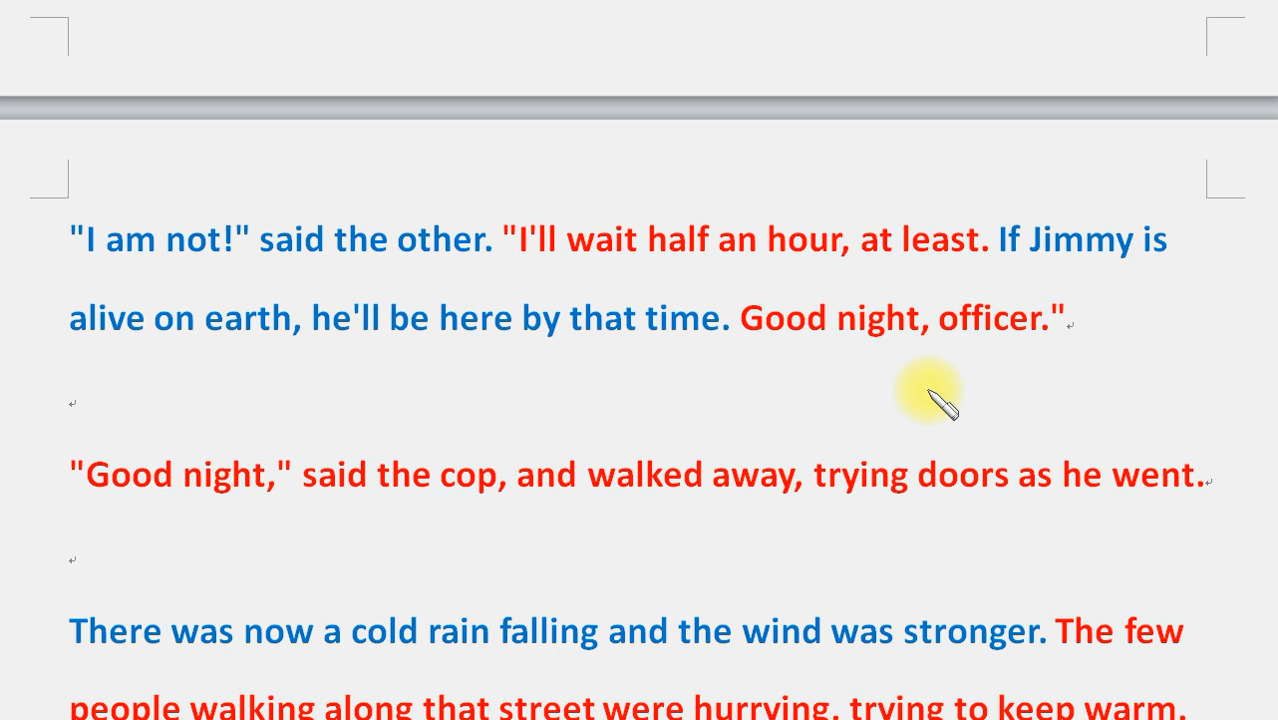 "I am not!" said the other. "I'll wait half an hour, at least. If Jimmy is
alive on earth, he'll be here by that time. Good night, officer."
"Good night," said the cop, and walked away, trying doors as he went.
There was now a cold rain falling and the wind was stronger. The few
people walking along that street were hurrying, trying to keep warm.